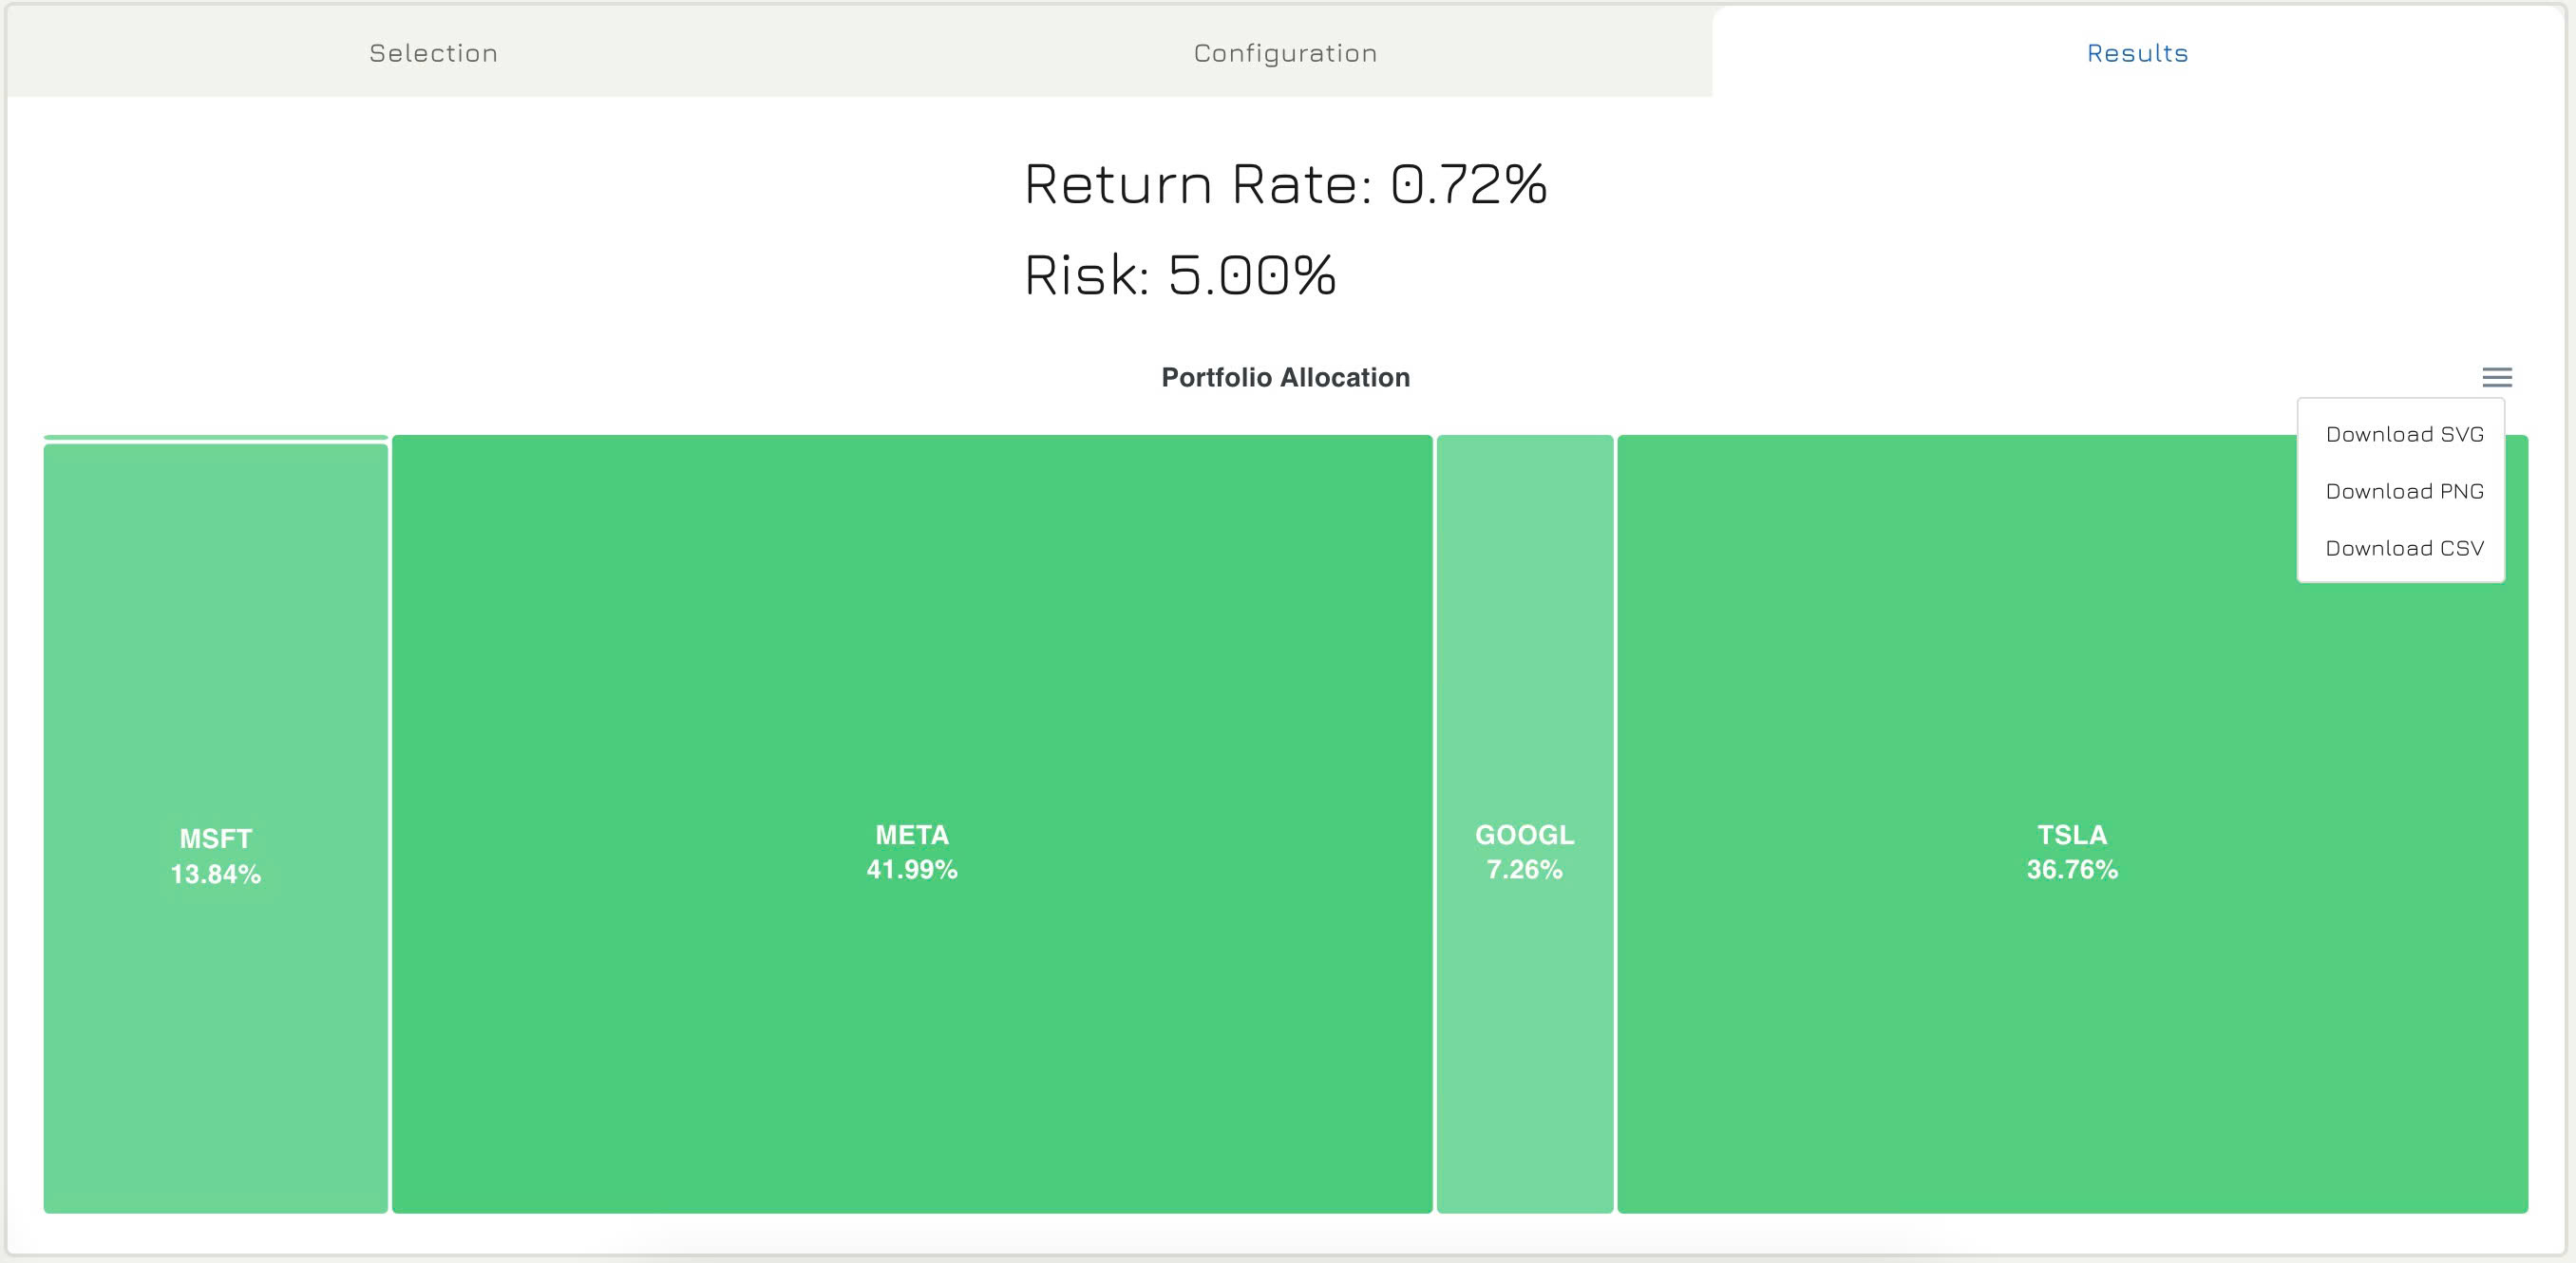 Selection
Configuration
Results
Return Rate: 0.72%
Risk: 5.00%
Portfolio Allocation
Download SVG
Download PNG
Download CSV
MSFT
13.84%
META
41.99%
GOOGL
7.26%
TSLA
36.76%